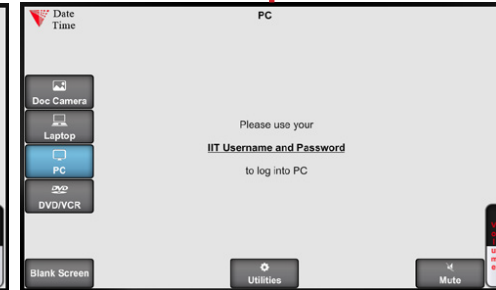 Date
Time
PC
Doc Camera
Laptop
PC
DVD
DVD/VCR
Please use your
IIT Username and Password
to log into PC
Blank Screen
Utilities
Mute